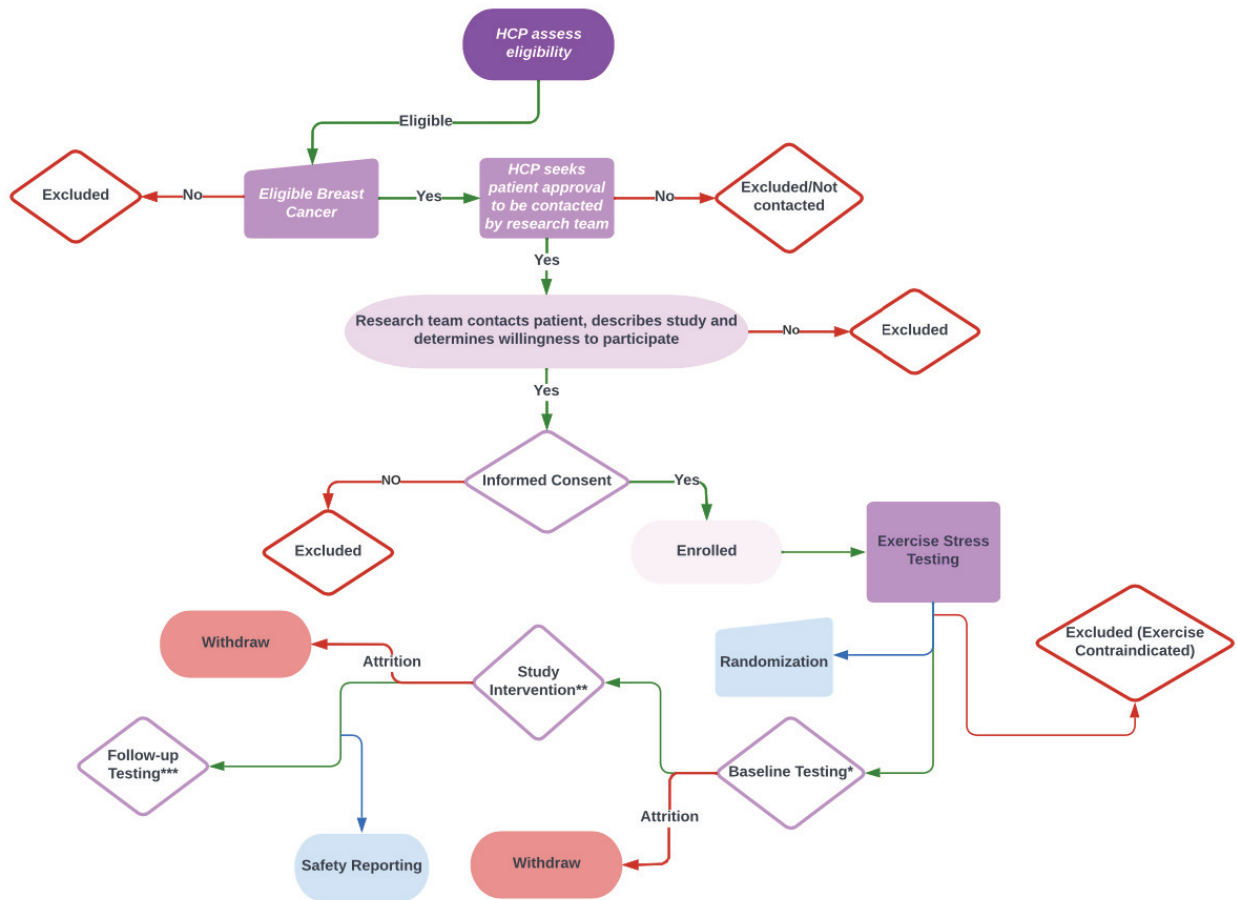 HCP assess
eligibility
Eligible
Excluded
No
Eligible Breast
Cancer
Yes
HCP seeks
patient approval
to be contacted
by research team
No
Excluded/Not
contacted
Yes
Research team contacts patient, describes study and
determines willingness to participate
No
Excluded
Yes
Informed Consent
NO
Yes
Excluded
Enrolled
Exercise Stress
Testing
Withdraw
Attrition
Study
Intervention**
Randomization
Excluded (Exercise
Contraindicated)
Follow-up
Testing***
Baseline Testing*
Attrition
Safety Reporting
Withdraw